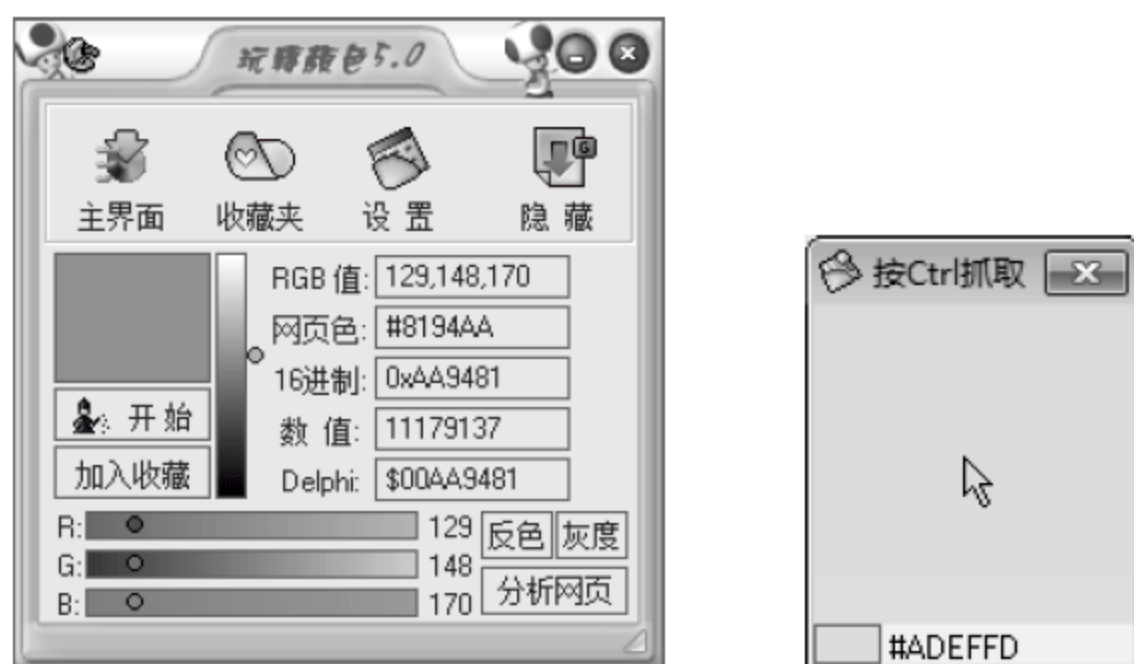 玩转颜色5.0
主界面 收藏夹 设 置 隐 藏
RGB 值: 129,148,170
网页色: #8194AA
16进制: 0xAA9481
数 值: 11179137
Delphi: $00AA9481
开始
加入收藏
R: 129
G: 148
B: 170
反色 灰度
分析网页
按Ctrl抓取
#ADEFFD